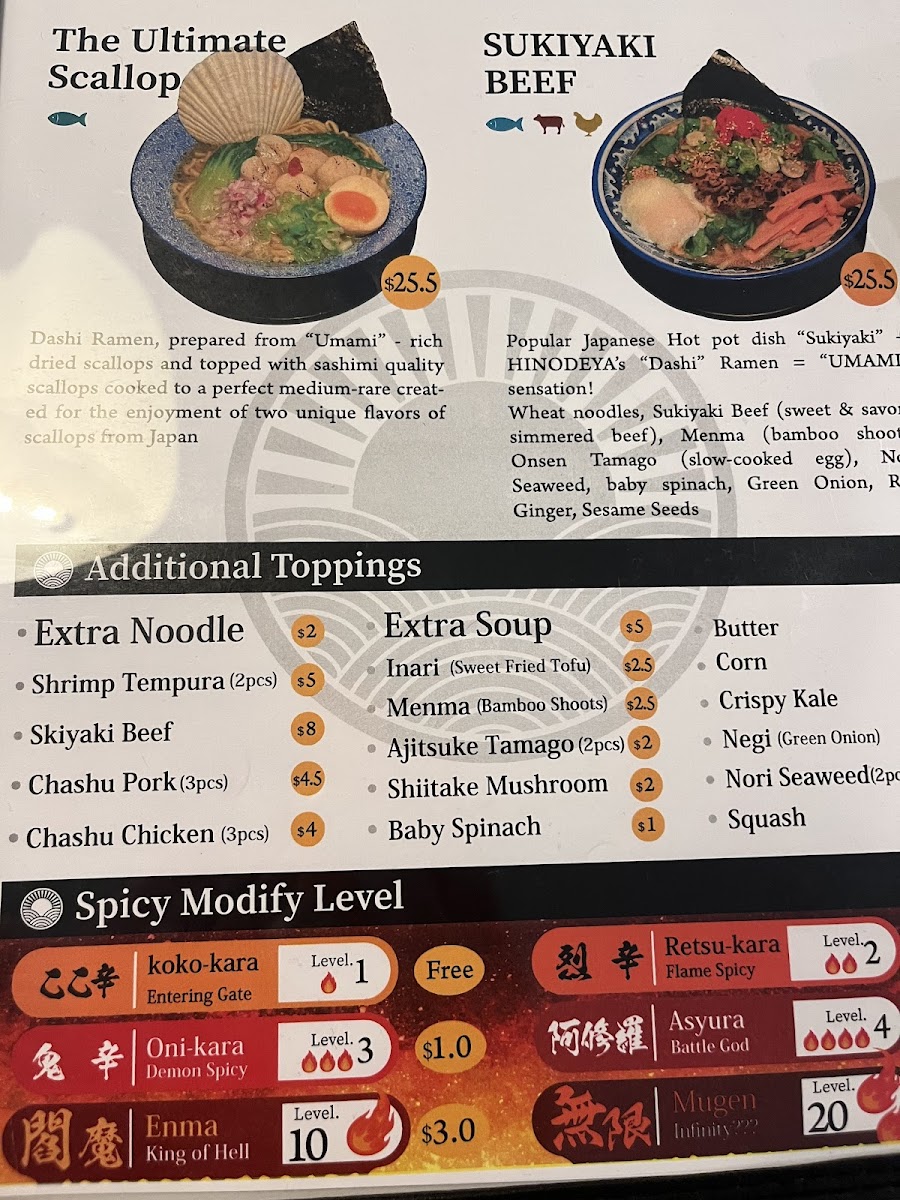 The Ultimate
Scallop
$25.5
Dashi Ramen, prepared from “Umami” - rich
dried scallops and topped with sashimi quality
scallops cooked to a perfect medium-rare creat-
ed for the enjoyment of two unique flavors of
scallops from Japan
SUKIYAKI
BEEF
$25.5
Popular Japanese Hot pot dish “Sukiyaki”
HINODEYA’s “Dashi” Ramen = “UMAMI
sensation!
Wheat noodles, Sukiyaki Beef (sweet & savo
simmered beef), Menma (bamboo shoot
Onsen Tamago (slow-cooked egg), No
Seaweed, baby spinach, Green Onion, R
Ginger, Sesame Seeds
Additional Toppings
Extra Noodle $2
Shrimp Tempura (2pcs) $5
Skiyaki Beef $8
Chashu Pork (3pcs) $4.5
Chashu Chicken (3pcs) $4
Extra Soup $5
Inari (Sweet Fried Tofu) $2.5
Menma (Bamboo Shoots) $2.5
Ajitsuke Tamago (2pcs) $2
Shiitake Mushroom $2
Baby Spinach $1
Butter
Corn
Crispy Kale
Negi (Green Onion)
Nori Seaweed(2pc
Squash
Spicy Modify Level
ここ辛 koko-kara Level.1
Entering Gate
Free
烈辛 Retsu-kara Level.2
Flame Spicy
鬼辛 Oni-kara Level.3
Demon Spicy
$1.0
阿修羅 Asyura Level.4
Battle God
閻魔 Enma Level.10
King of Hell
$3.0
無限 Mugen Level.20
Infinity???